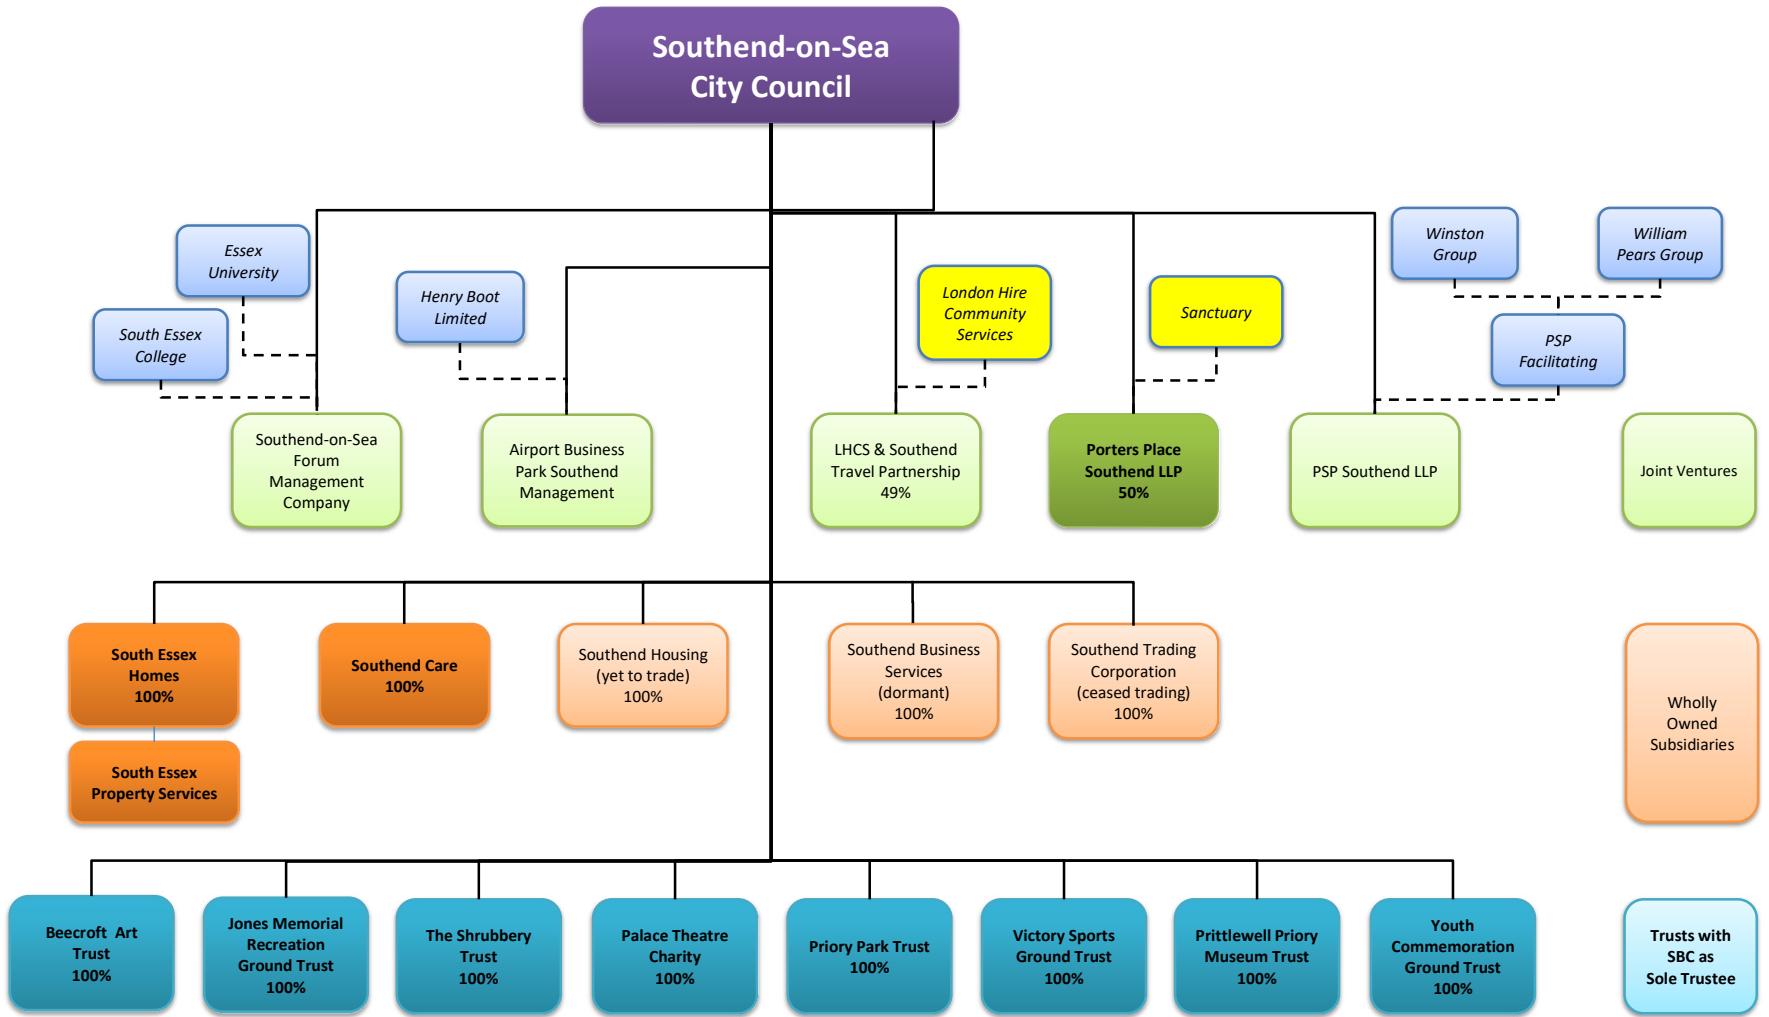 Southend-on-Sea
City Council
Essex
University
South Essex
College
Henry Boot
Limited
London Hire
Community
Services
Sanctuary
Winston
Group
William
Pears Group
PSP
Facilitating
Southend-on-Sea
Forum
Management
Company
Airport Business
Park Southend
Management
LHCS & Southend
Travel Partnership
49%
Porters Place
Southend LLP
50%
PSP Southend LLP
Joint Ventures
South Essex
Homes
100%
Southend Care
100%
Southend Housing
(yet to trade)
100%
Southend Business
Services
(dormant)
100%
Southend Trading
Corporation
(ceased trading)
100%
Wholly
Owned
Subsidiaries
South Essex
Property Services
Beecroft Art
Trust
100%
Jones Memorial
Recreation
Ground Trust
100%
The Shrubbery
Trust
100%
Palace Theatre
Charity
100%
Priory Park Trust
100%
Victory Sports
Ground Trust
100%
Prittlewell Priory
Museum Trust
100%
Youth
Commemoration
Ground Trust
100%
Trusts with
SBC as
Sole Trustee